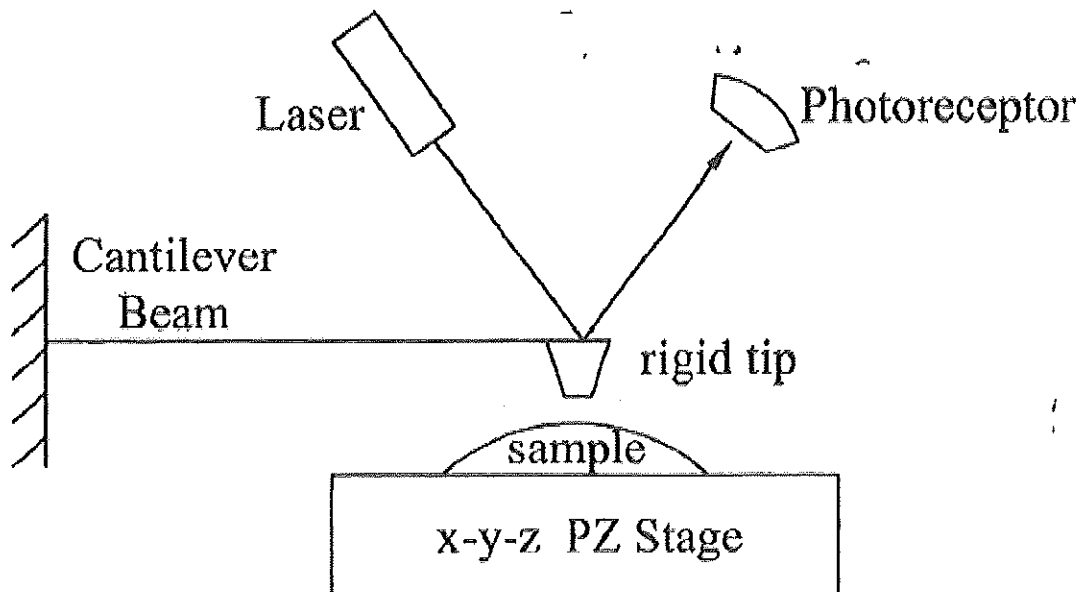 Laser
Photoreceptor
Cantilever
Beam
rigid tip
sample
x-y-z PZ Stage